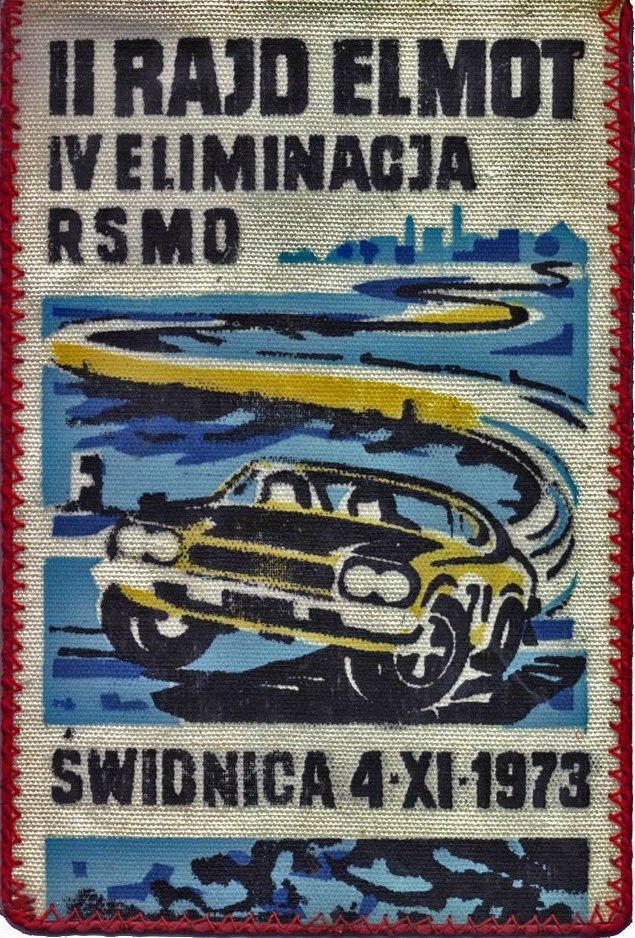 II RAJD ELMOT
IV ELIMINACJA
RSMO
ŚWIDNICA 4·XI·1973